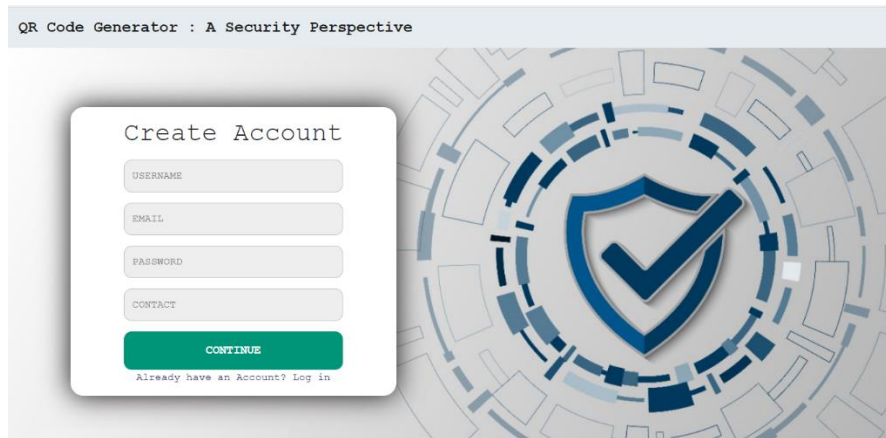 QR Code Generator : A Security Perspective
Create Account
USERNAME
EMAIL
PASSWORD
CONTACT
CONTINUE
Already have an Account? Log in